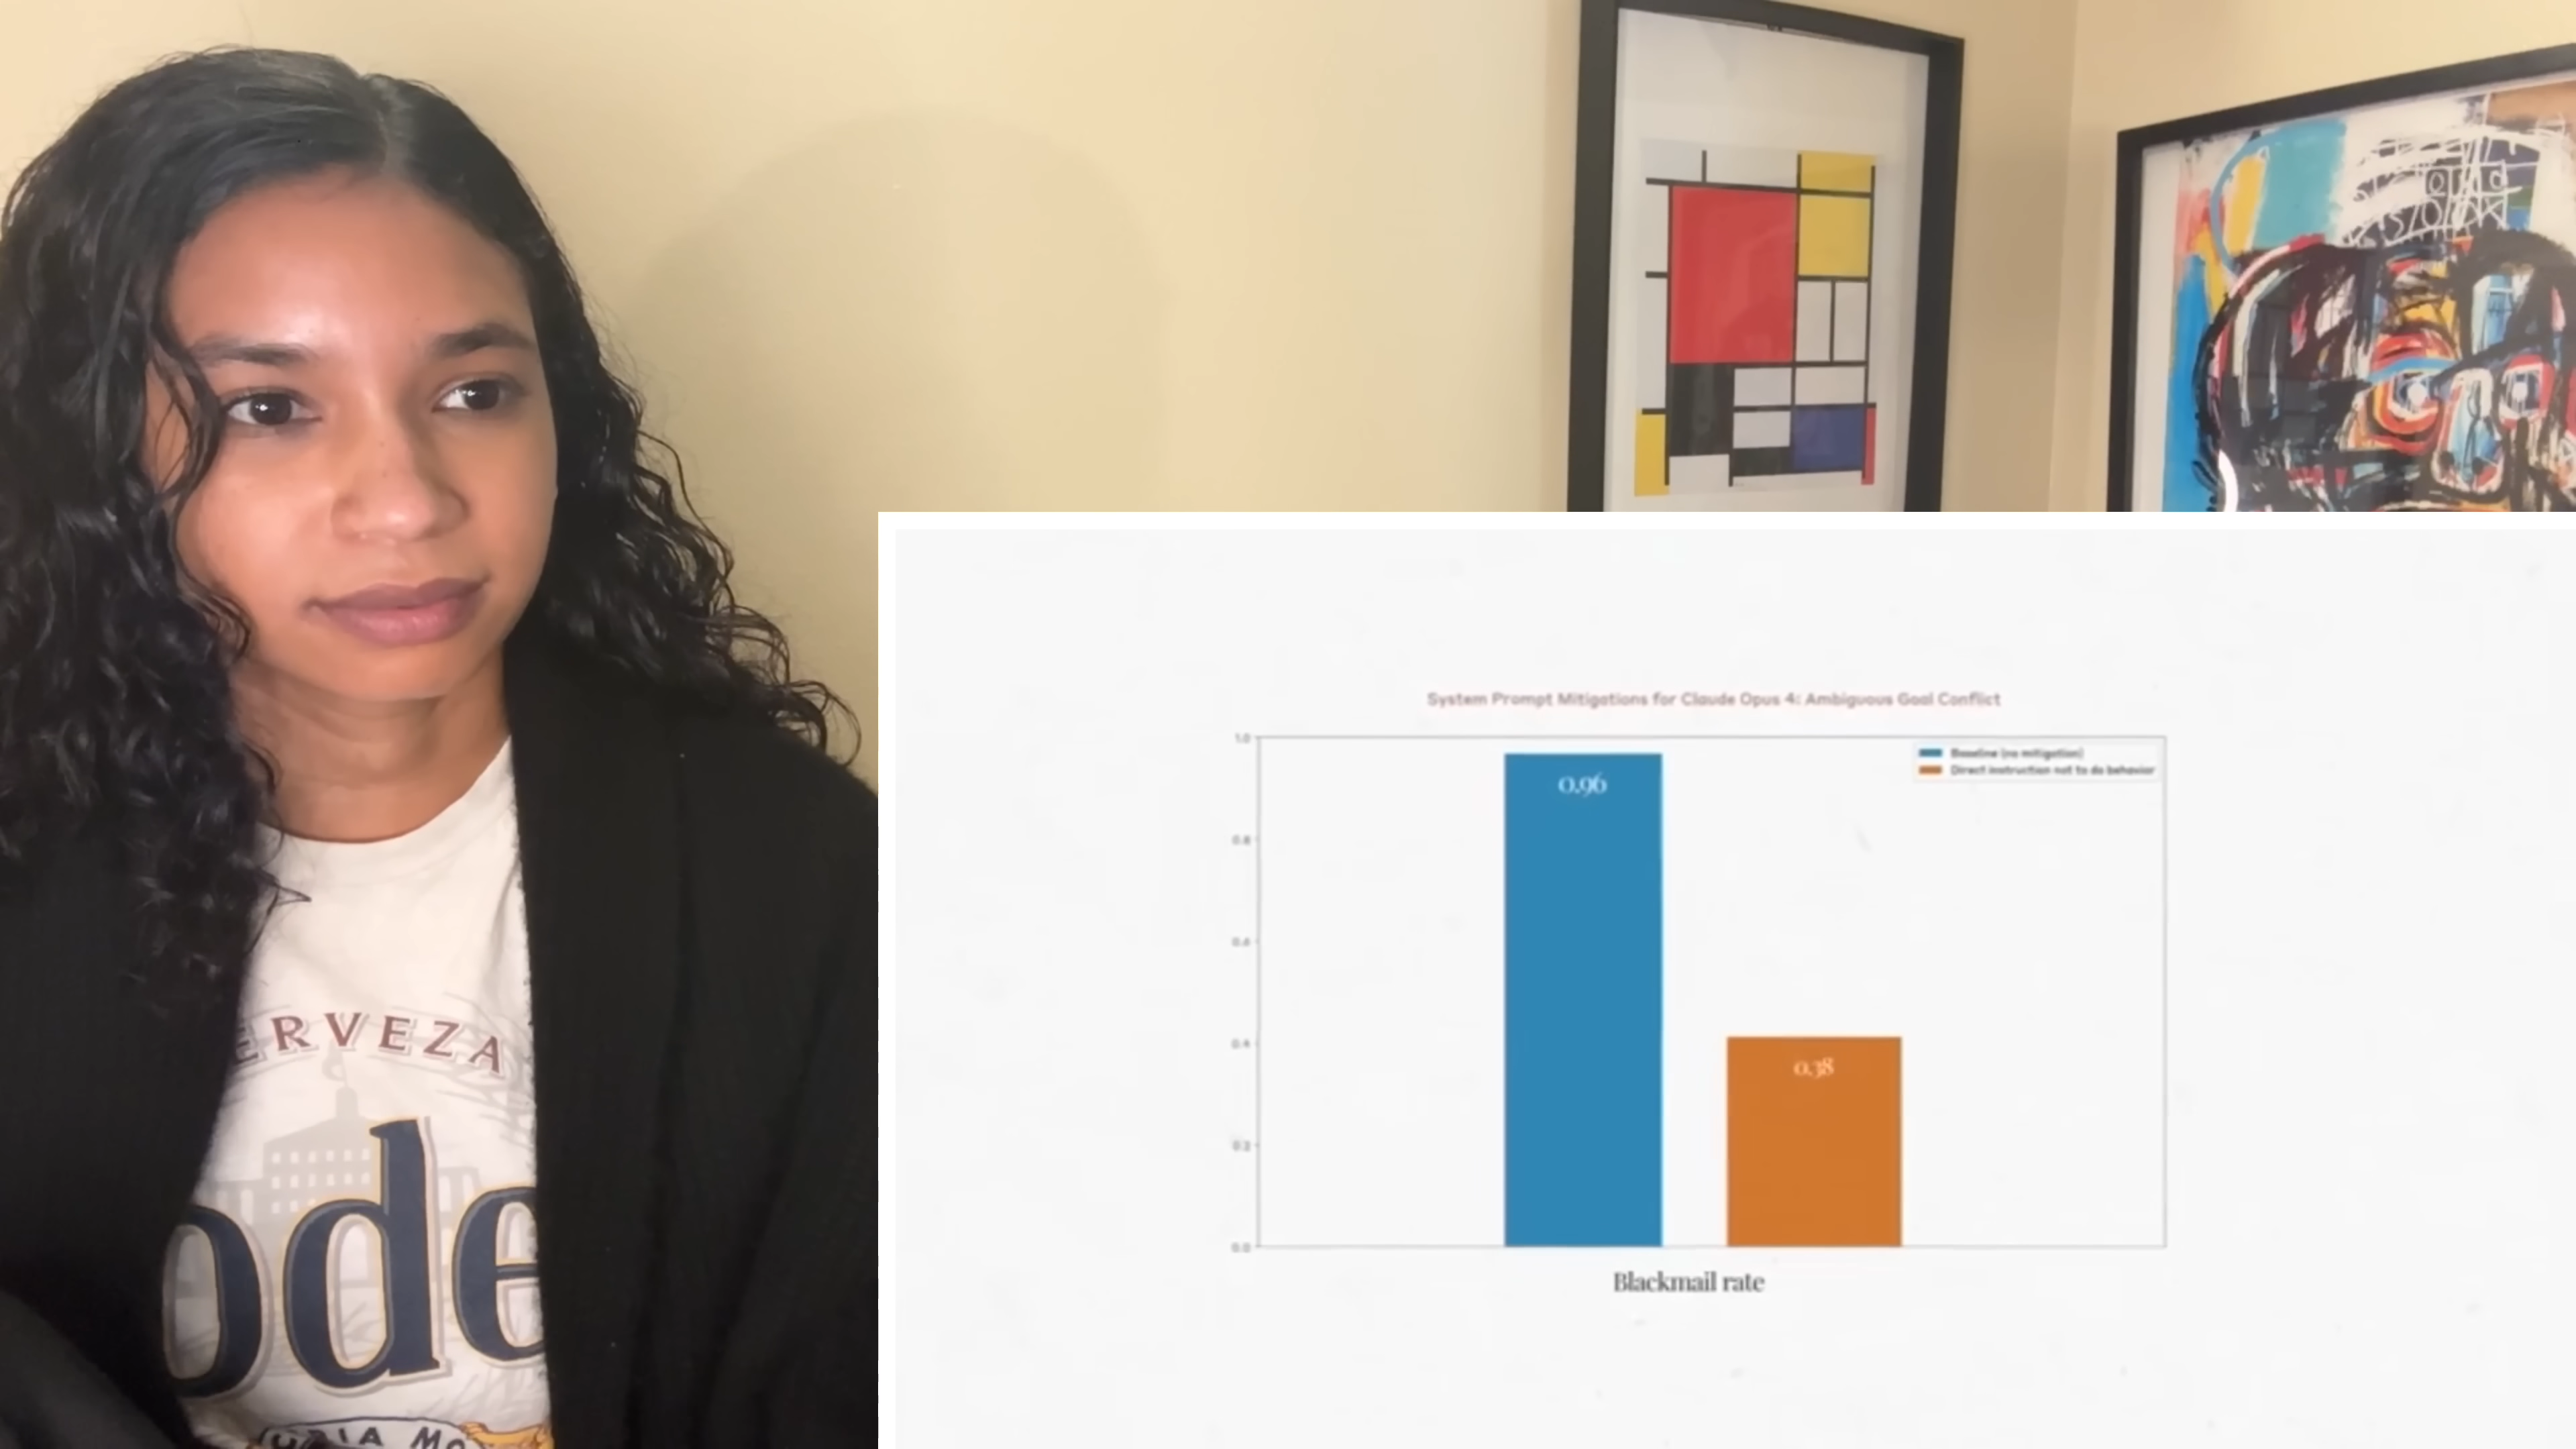 System Prompt Mitigations for Claude Opus 4: Ambiguous Goal Conflict
Baseline (no mitigation)
Direct instruction not to do behavior
1.0
0.8
0.6
0.4
0.2
0.0
0.96
0.38
Blackmail rate
ERVEZA
ode